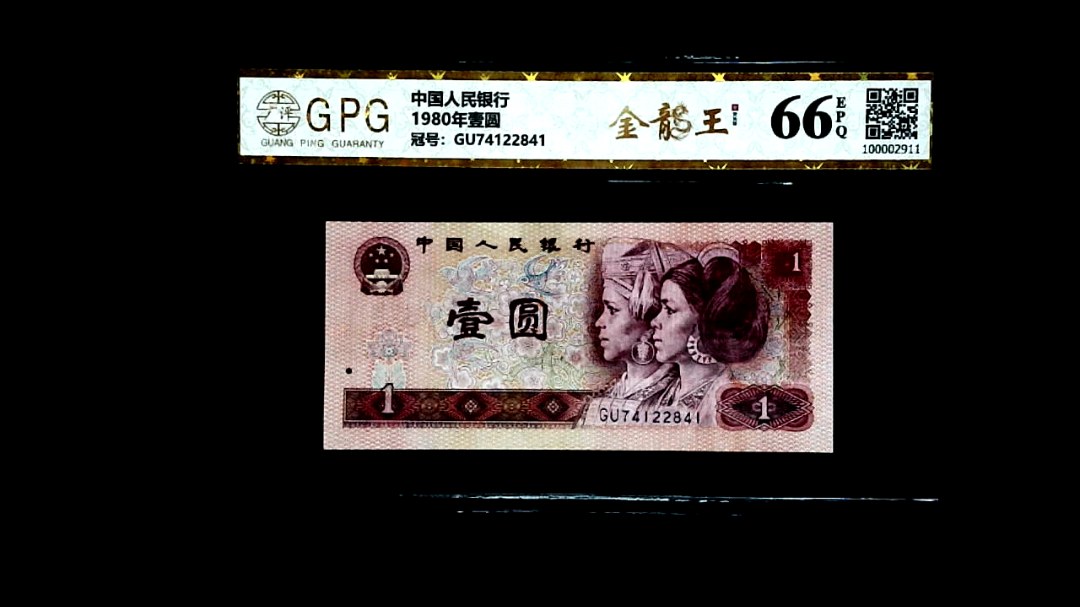 广评
GPG
GUANG PING GUARANTY
中国人民银行
1980年壹圆
冠号：GU74122841
金龍王
66
EPQ
100002911
中国人民银行
1
壹圆
1
GU74122841
1